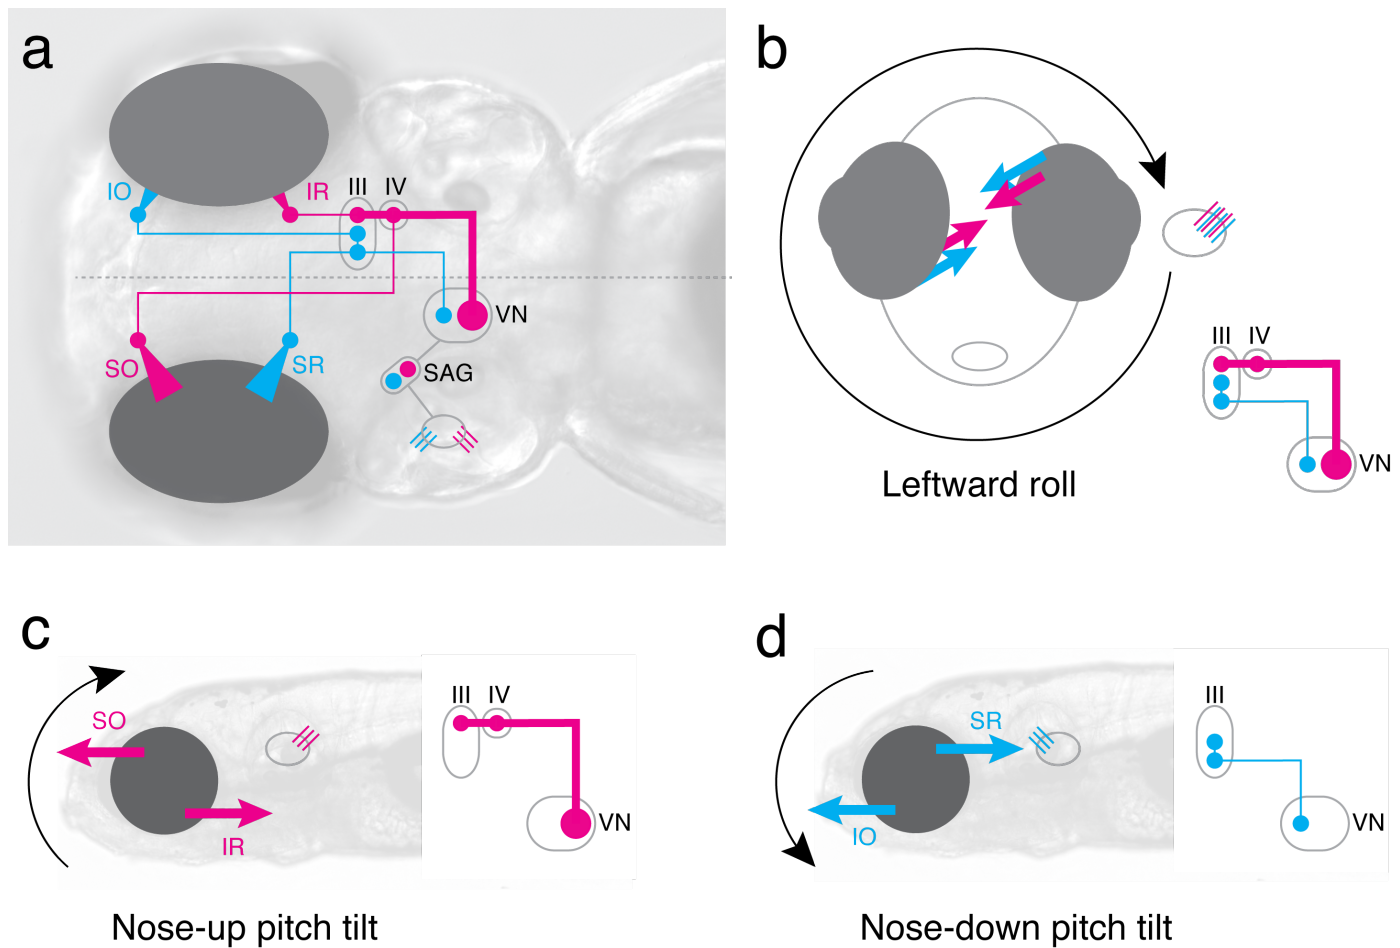 a
IO
IR
III
IV
VN
SO
SR
SAG
b
III
IV
VN
Leftward roll
c
SO
IR
III
IV
VN
Nose-up pitch tilt
d
SR
IO
III
VN
Nose-down pitch tilt